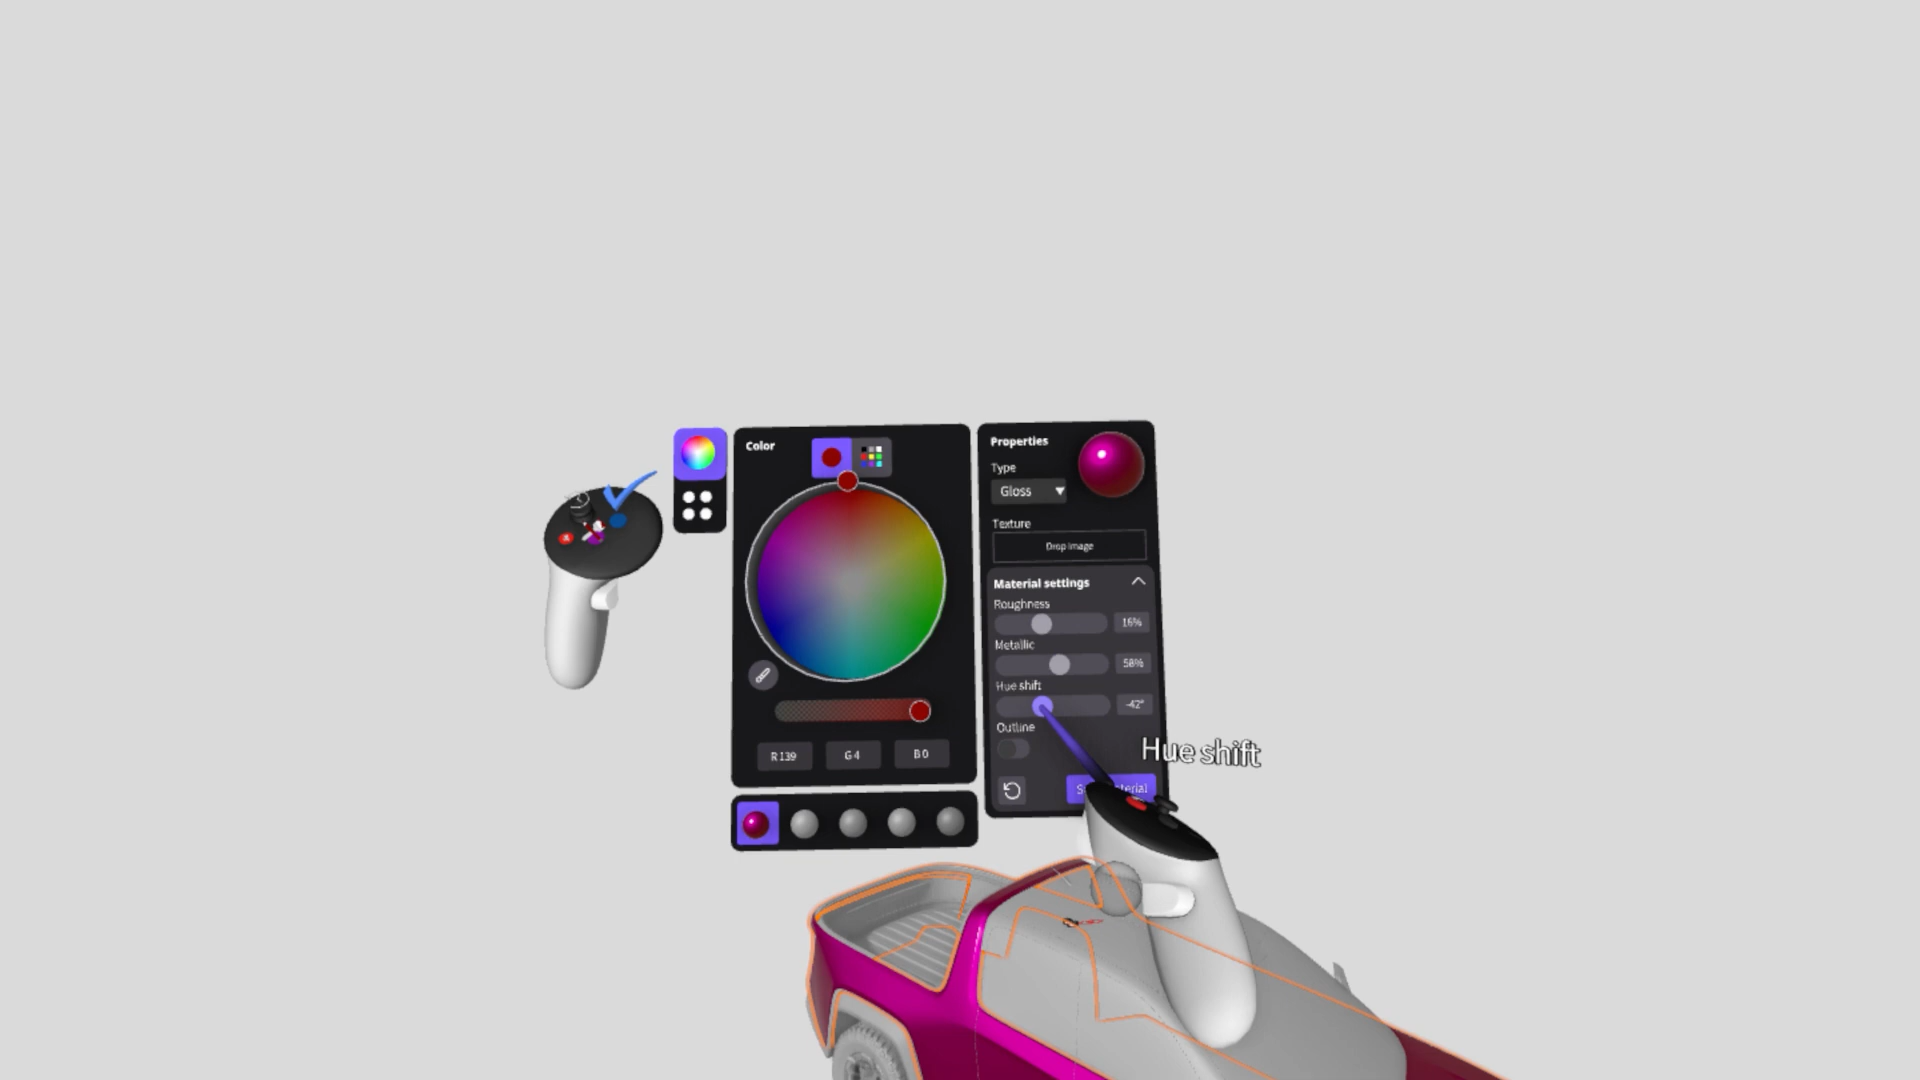 Color
R 139
G 4
B 0
Properties
Type
Gloss
Texture
Drop image
Material settings
Roughness
16%
Metallic
58%
Hue shift
-42°
Outline
Hue shift